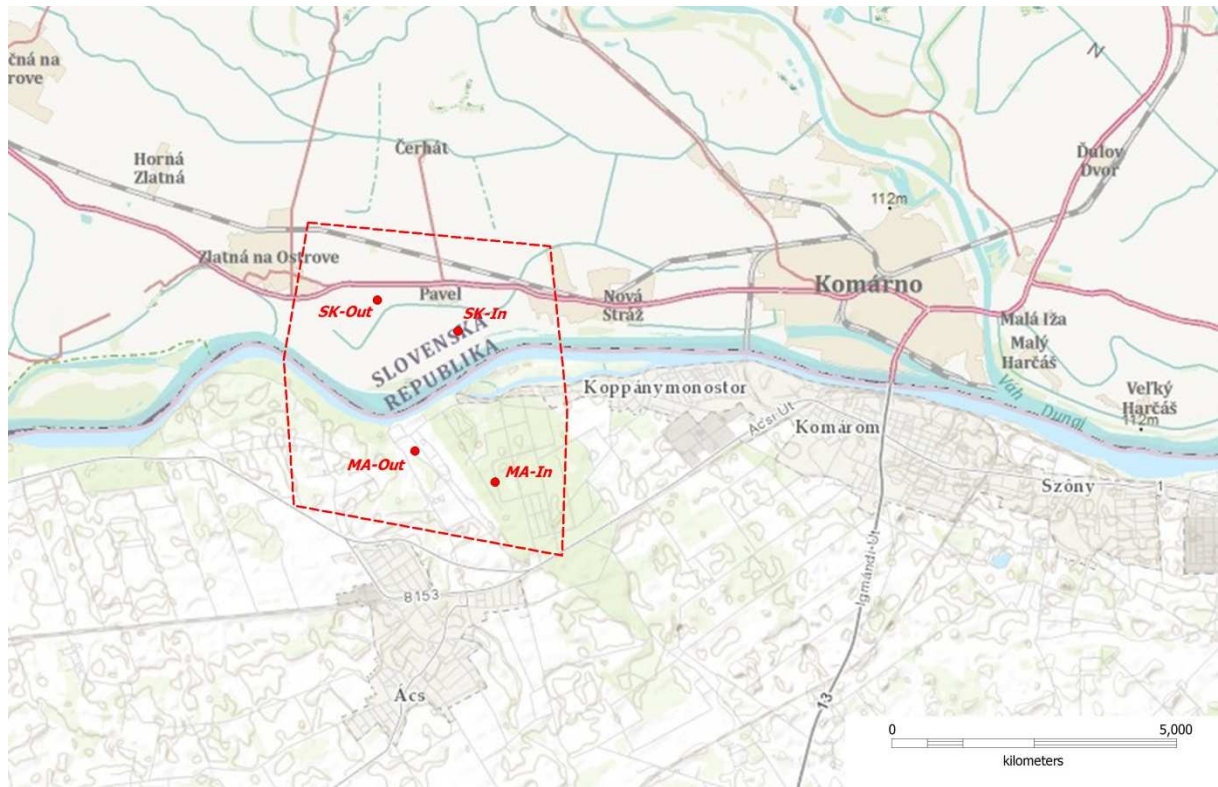 čná na
rove
N
Horná
Zlatná
Čerhát
Ďulov
Dvor
112m
Zlatná na Ostrove
Pavel
SK-Out
SK-In
SLOVENSKÁ
REPUBLIKA
Nová
Stráž
Komárno
Malá Iža
Malý
Harčáš
Váh
Dunaj
Veľký
Harčáš
112m
Koppánymonostor
Ácsi Út
Komárom
MA-Out
MA-In
Szőny
1
8153
Igmándi Út
Ács
13
0
5,000
kilometers